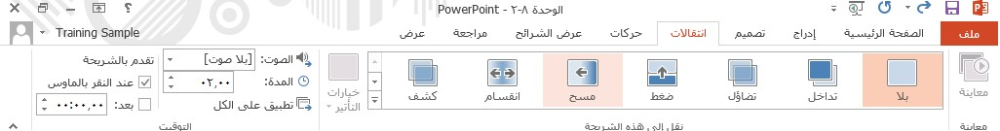 الوحدة ٨-٢ - PowerPoint
ملف الصفحة الرئيسية إدراج تصميم انتقالات حركات عرض الشرائح مراجعة عرض Training Sample
معاينة
معاينة
بلا تداخل تضاؤل ضغط مسح انقسام كشف
نقل إلى هذه الشريحة
خيارات التأثير
الصوت: [بلا صوت]
المدة: ٠٢,٠٠
تطبيق على الكل
تقدم بالشريحة
عند النقر بالماوس
بعد: ٠٠:٠٠,٠٠
التوقيت